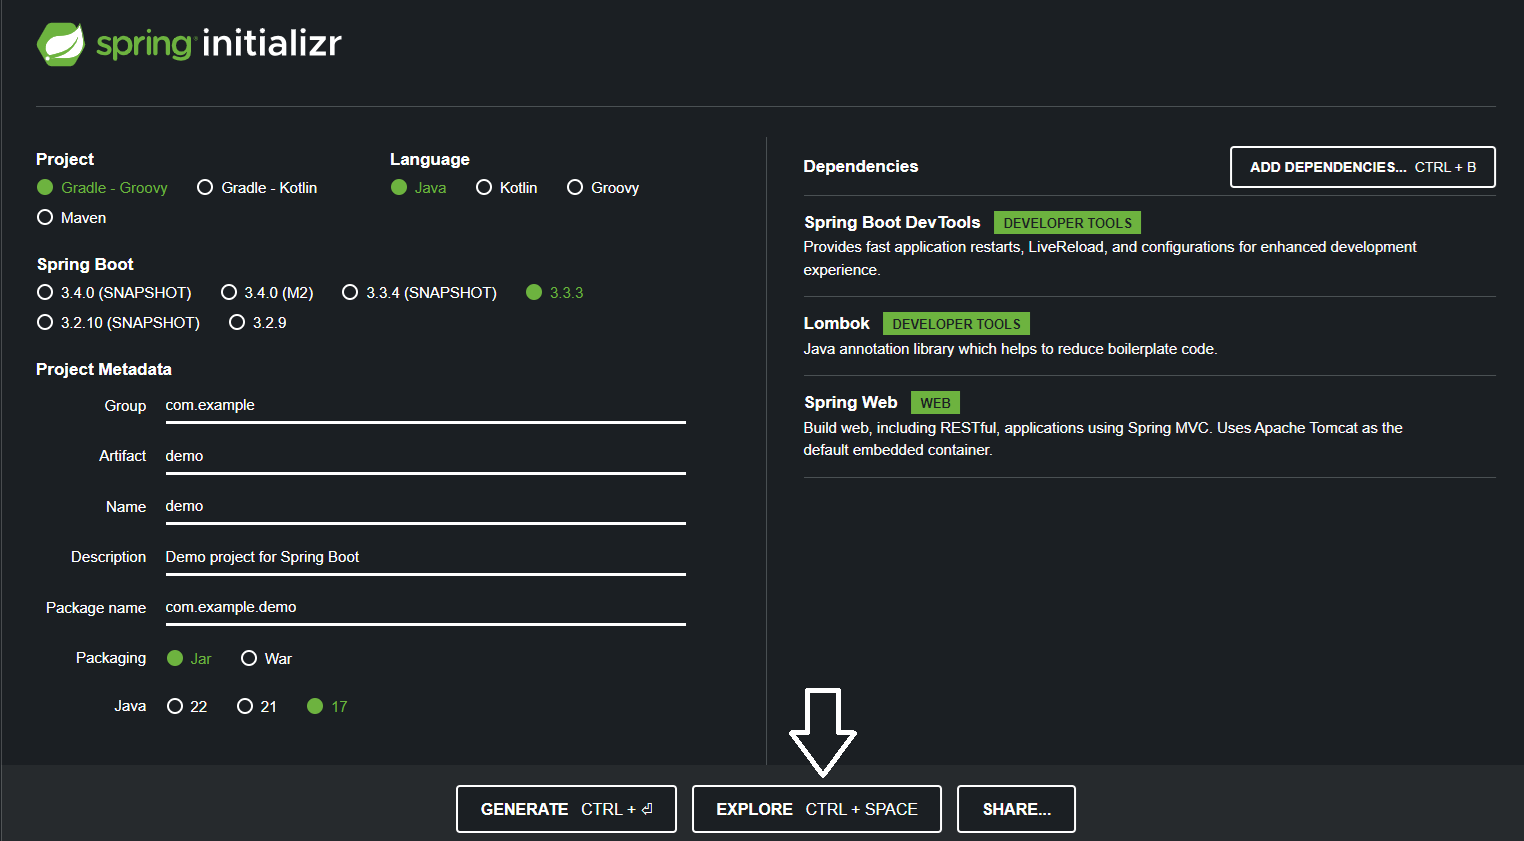 spring initializr
Project
Gradle - Groovy Gradle - Kotlin
Maven
Language
Java Kotlin Groovy
Spring Boot
3.4.0 (SNAPSHOT) 3.4.0 (M2) 3.3.4 (SNAPSHOT) 3.3.3
3.2.10 (SNAPSHOT) 3.2.9
Project Metadata
Group com.example
Artifact demo
Name demo
Description Demo project for Spring Boot
Package name com.example.demo
Packaging Jar War
Java 22 21 17
Dependencies ADD DEPENDENCIES... CTRL + B
Spring Boot DevTools DEVELOPER TOOLS
Provides fast application restarts, LiveReload, and configurations for enhanced development
experience.
Lombok DEVELOPER TOOLS
Java annotation library which helps to reduce boilerplate code.
Spring Web WEB
Build web, including RESTful, applications using Spring MVC. Uses Apache Tomcat as the
default embedded container.
GENERATE CTRL + ⏎ EXPLORE CTRL + SPACE SHARE...